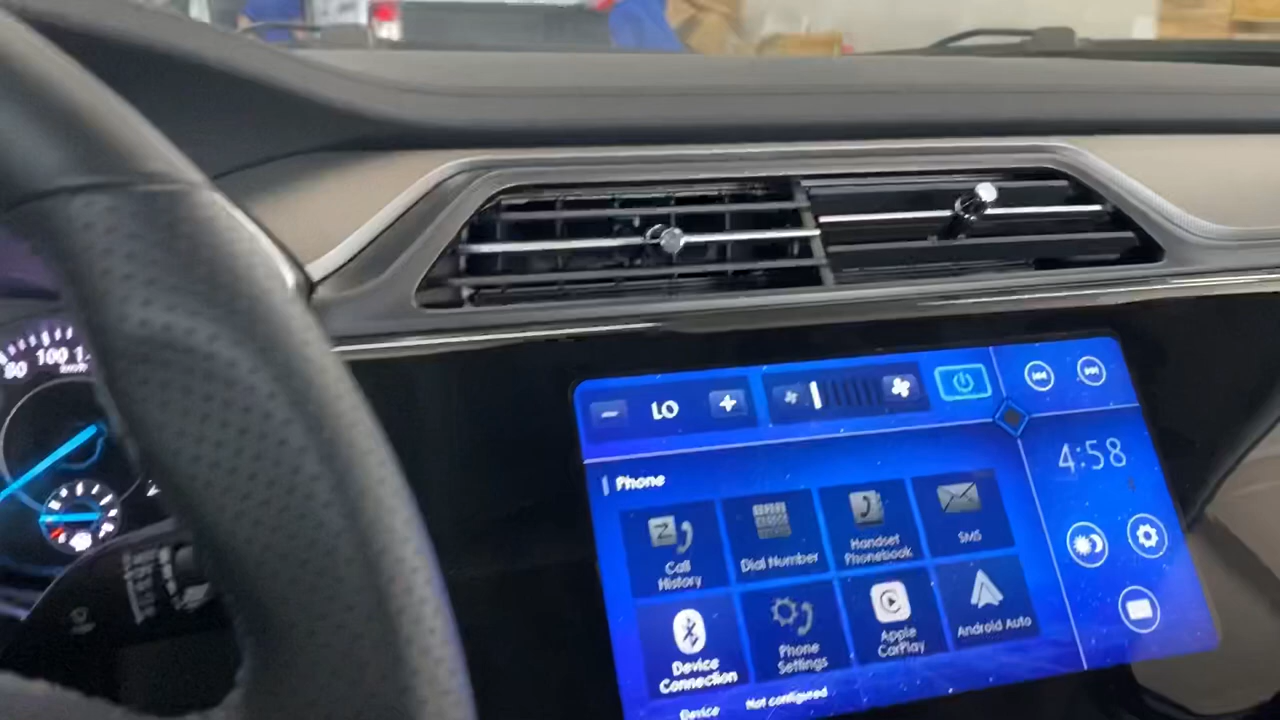 80 100
km/h
LO
4:58
Phone
Call
History
Dial Number
Handset
Phonebook
SMS
Device
Connection
Phone
Settings
Apple
CarPlay
Android Auto
Device
Not configured